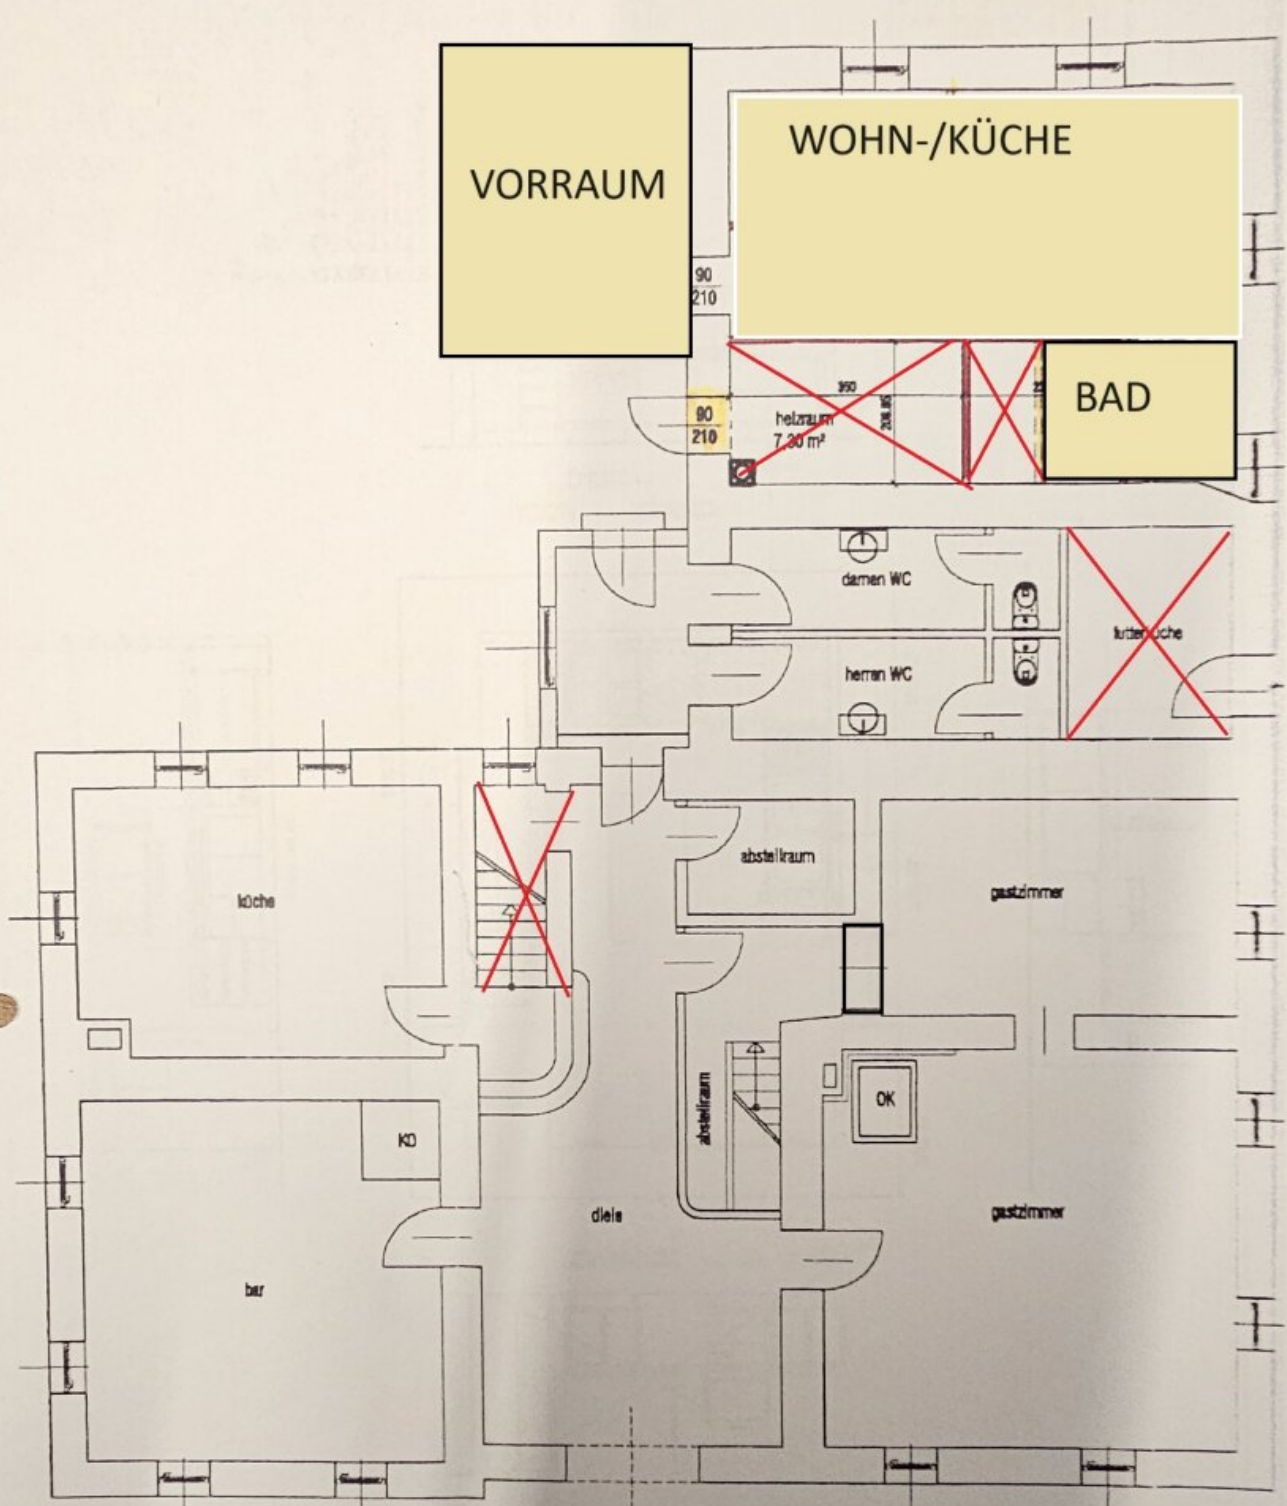 WOHN-/KÜCHE
VORRAUM
90
210
BAD
350
90
210
heizraum
7,30 m²
damen WC
herren WC
abstellraum
küche
gastzimmer
abstellraum
OK
KO
diele
gastzimmer
bar